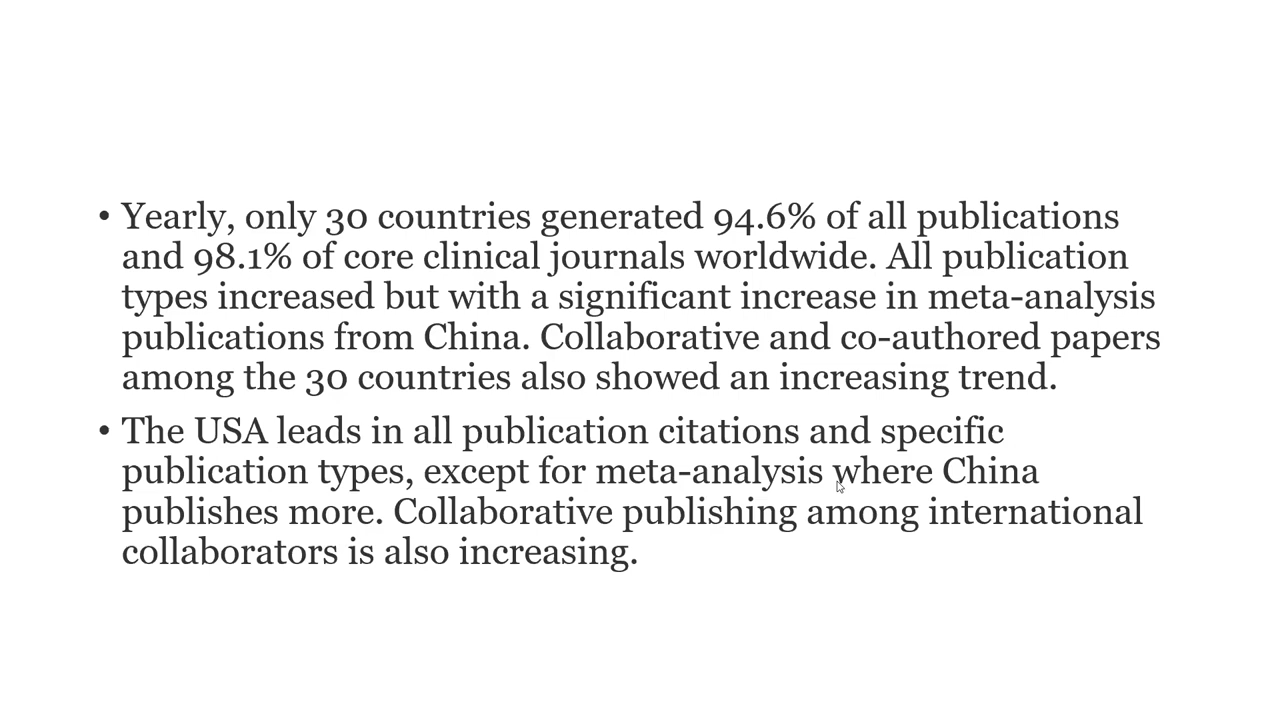 • Yearly, only 30 countries generated 94.6% of all publications
and 98.1% of core clinical journals worldwide. All publication
types increased but with a significant increase in meta-analysis
publications from China. Collaborative and co-authored papers
among the 30 countries also showed an increasing trend.
• The USA leads in all publication citations and specific
publication types, except for meta-analysis where China
publishes more. Collaborative publishing among international
collaborators is also increasing.